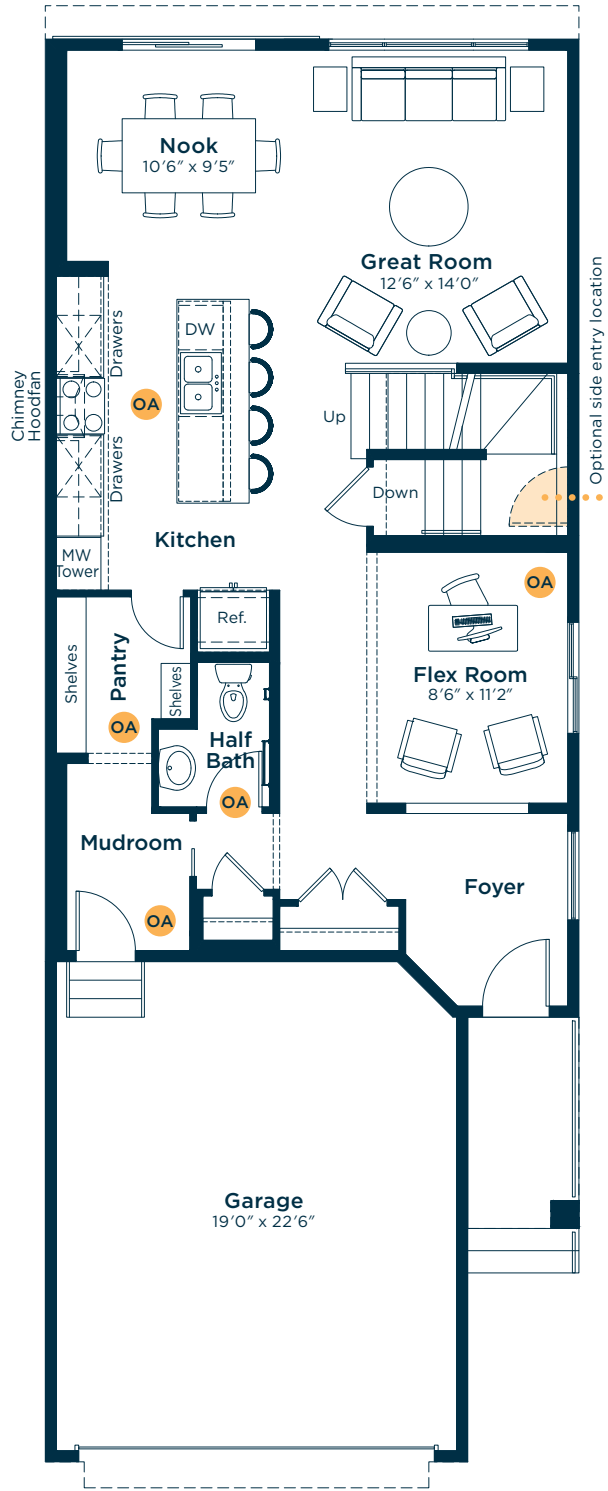 Nook
10′6″ x 9′5″
Great Room
12′6″ x 14′0″
Optional side entry location
Drawers
DW
Chimney
Hoodfan
OA
Up
Drawers
Down
Kitchen
MW
Tower
OA
Ref.
Shelves
Pantry
Shelves
Flex Room
8′6″ x 11′2″
OA
Half
Bath
OA
Mudroom
Foyer
OA
Garage
19′0″ x 22′6″